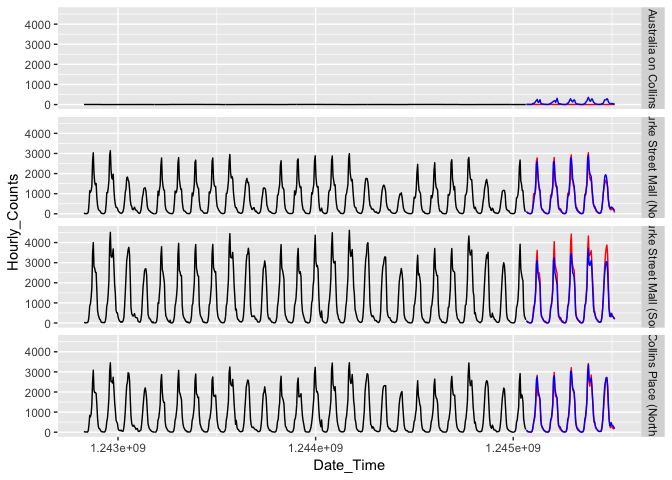 4000
3000
2000
1000
0
Australia on Collins
4000
3000
2000
1000
0
rke Street Mall (No
4000
3000
2000
1000
0
rke Street Mall (So
4000
3000
2000
1000
0
Collins Place (North
Hourly_Counts
1.243e+09
1.244e+09
1.245e+09
Date_Time